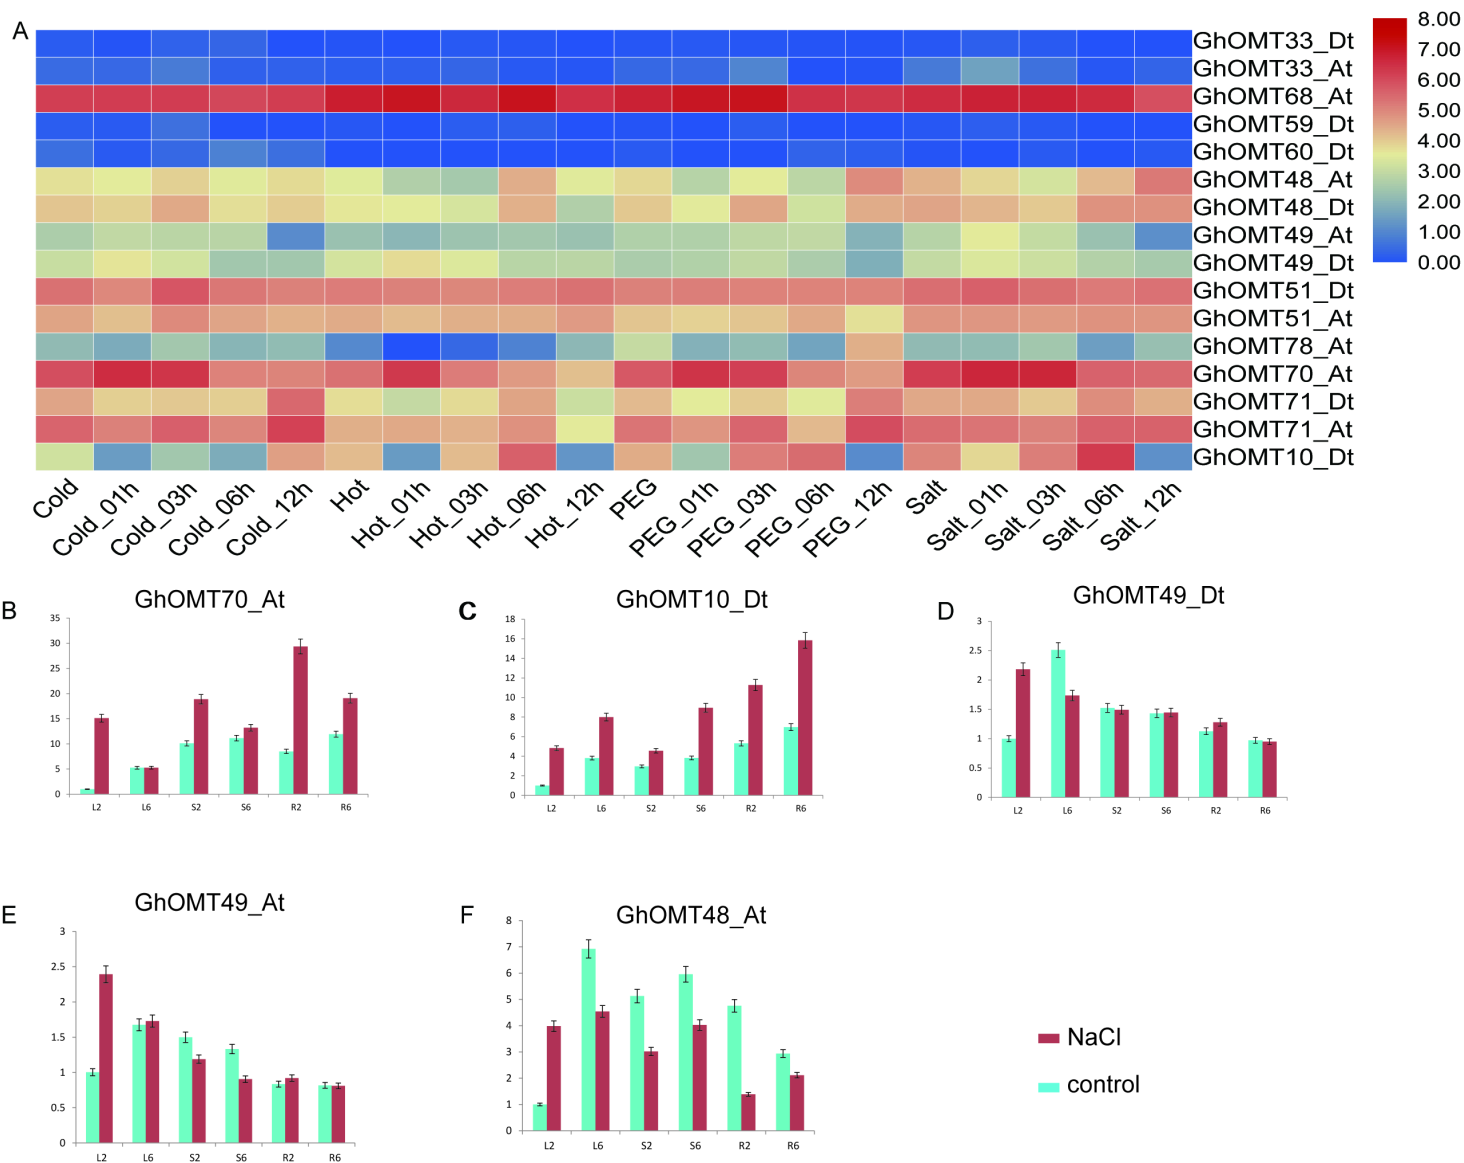 A
GhOMT33_Dt
GhOMT33_At
GhOMT68_At
GhOMT59_Dt
GhOMT60_Dt
GhOMT48_At
GhOMT48_Dt
GhOMT49_At
GhOMT49_Dt
GhOMT51_Dt
GhOMT51_At
GhOMT78_At
GhOMT70_At
GhOMT71_Dt
GhOMT71_At
GhOMT10_Dt
8.00
7.00
6.00
5.00
4.00
3.00
2.00
1.00
0.00
Cold
Cold_01h
Cold_03h
Cold_06h
Cold_12h
Hot
Hot_01h
Hot_03h
Hot_06h
Hot_12h
PEG
PEG_01h
PEG_03h
PEG_06h
PEG_12h
Salt
Salt_01h
Salt_03h
Salt_06h
Salt_12h
B
GhOMT70_At
35
30
25
20
15
10
5
0
L2 L6 S2 S6 R2 R6
C
GhOMT10_Dt
18
16
14
12
10
8
6
4
2
0
L2 L6 S2 S6 R2 R6
D
GhOMT49_Dt
3
2.5
2
1.5
1
0.5
0
L2 L6 S2 S6 R2 R6
E
GhOMT49_At
3
2.5
2
1.5
1
0.5
0
L2 L6 S2 S6 R2 R6
F
GhOMT48_At
8
7
6
5
4
3
2
1
0
L2 L6 S2 S6 R2 R6
NaCl
control